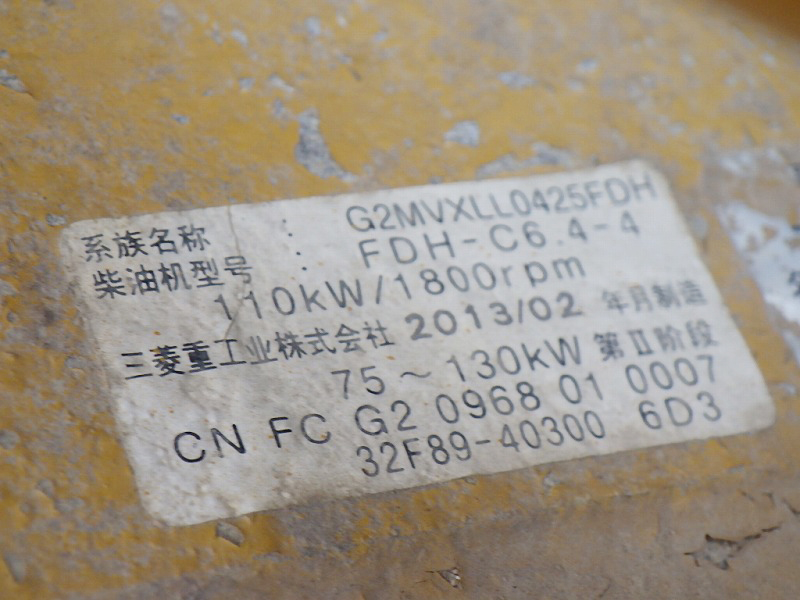 系族名称 : G2MVXLL0425FDH
柴油机型号 : FDH-C6.4-4
110kW/1800rpm
三菱重工业株式会社 2013/02 年月制造
75~130kW 第Ⅱ阶段
CN FC G2 0968 01 0007
32F89-40300 6D3